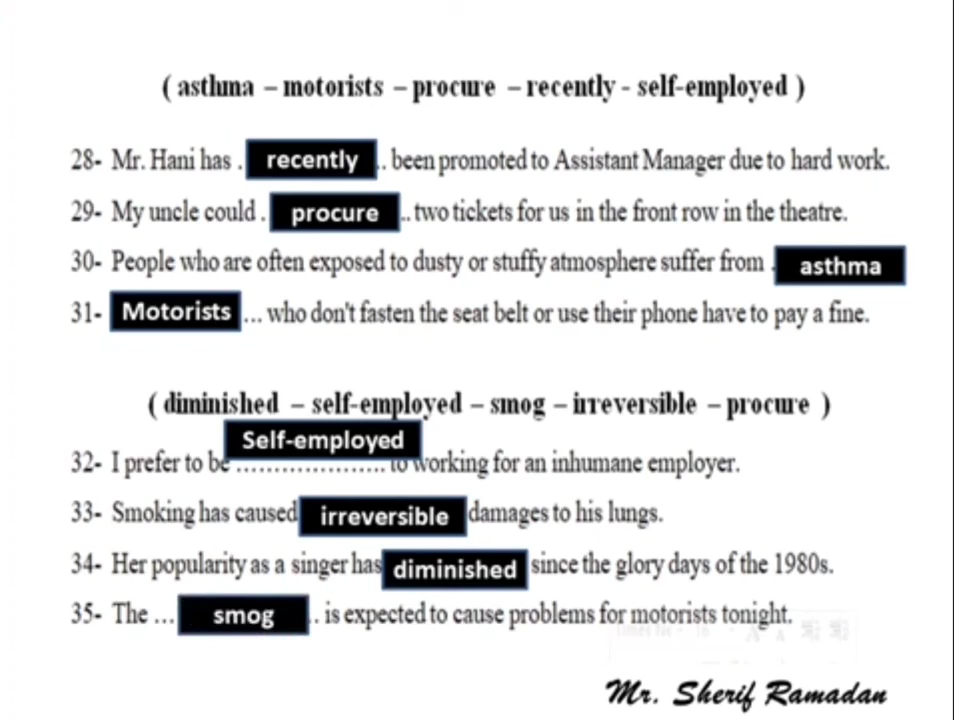 ( asthma – motorists – procure – recently - self-employed )
28- Mr. Hani has . recently .. been promoted to Assistant Manager due to hard work.
29- My uncle could . procure .. two tickets for us in the front row in the theatre.
30- People who are often exposed to dusty or stuffy atmosphere suffer from . asthma
31- Motorists ... who don't fasten the seat belt or use their phone have to pay a fine.
( diminished – self-employed – smog – irreversible – procure )
Self-employed
32- I prefer to be ...................... to working for an inhumane employer.
33- Smoking has caused irreversible damages to his lungs.
34- Her popularity as a singer has diminished since the glory days of the 1980s.
35- The ... smog .. is expected to cause problems for motorists tonight.
Mr. Sherif Ramadan